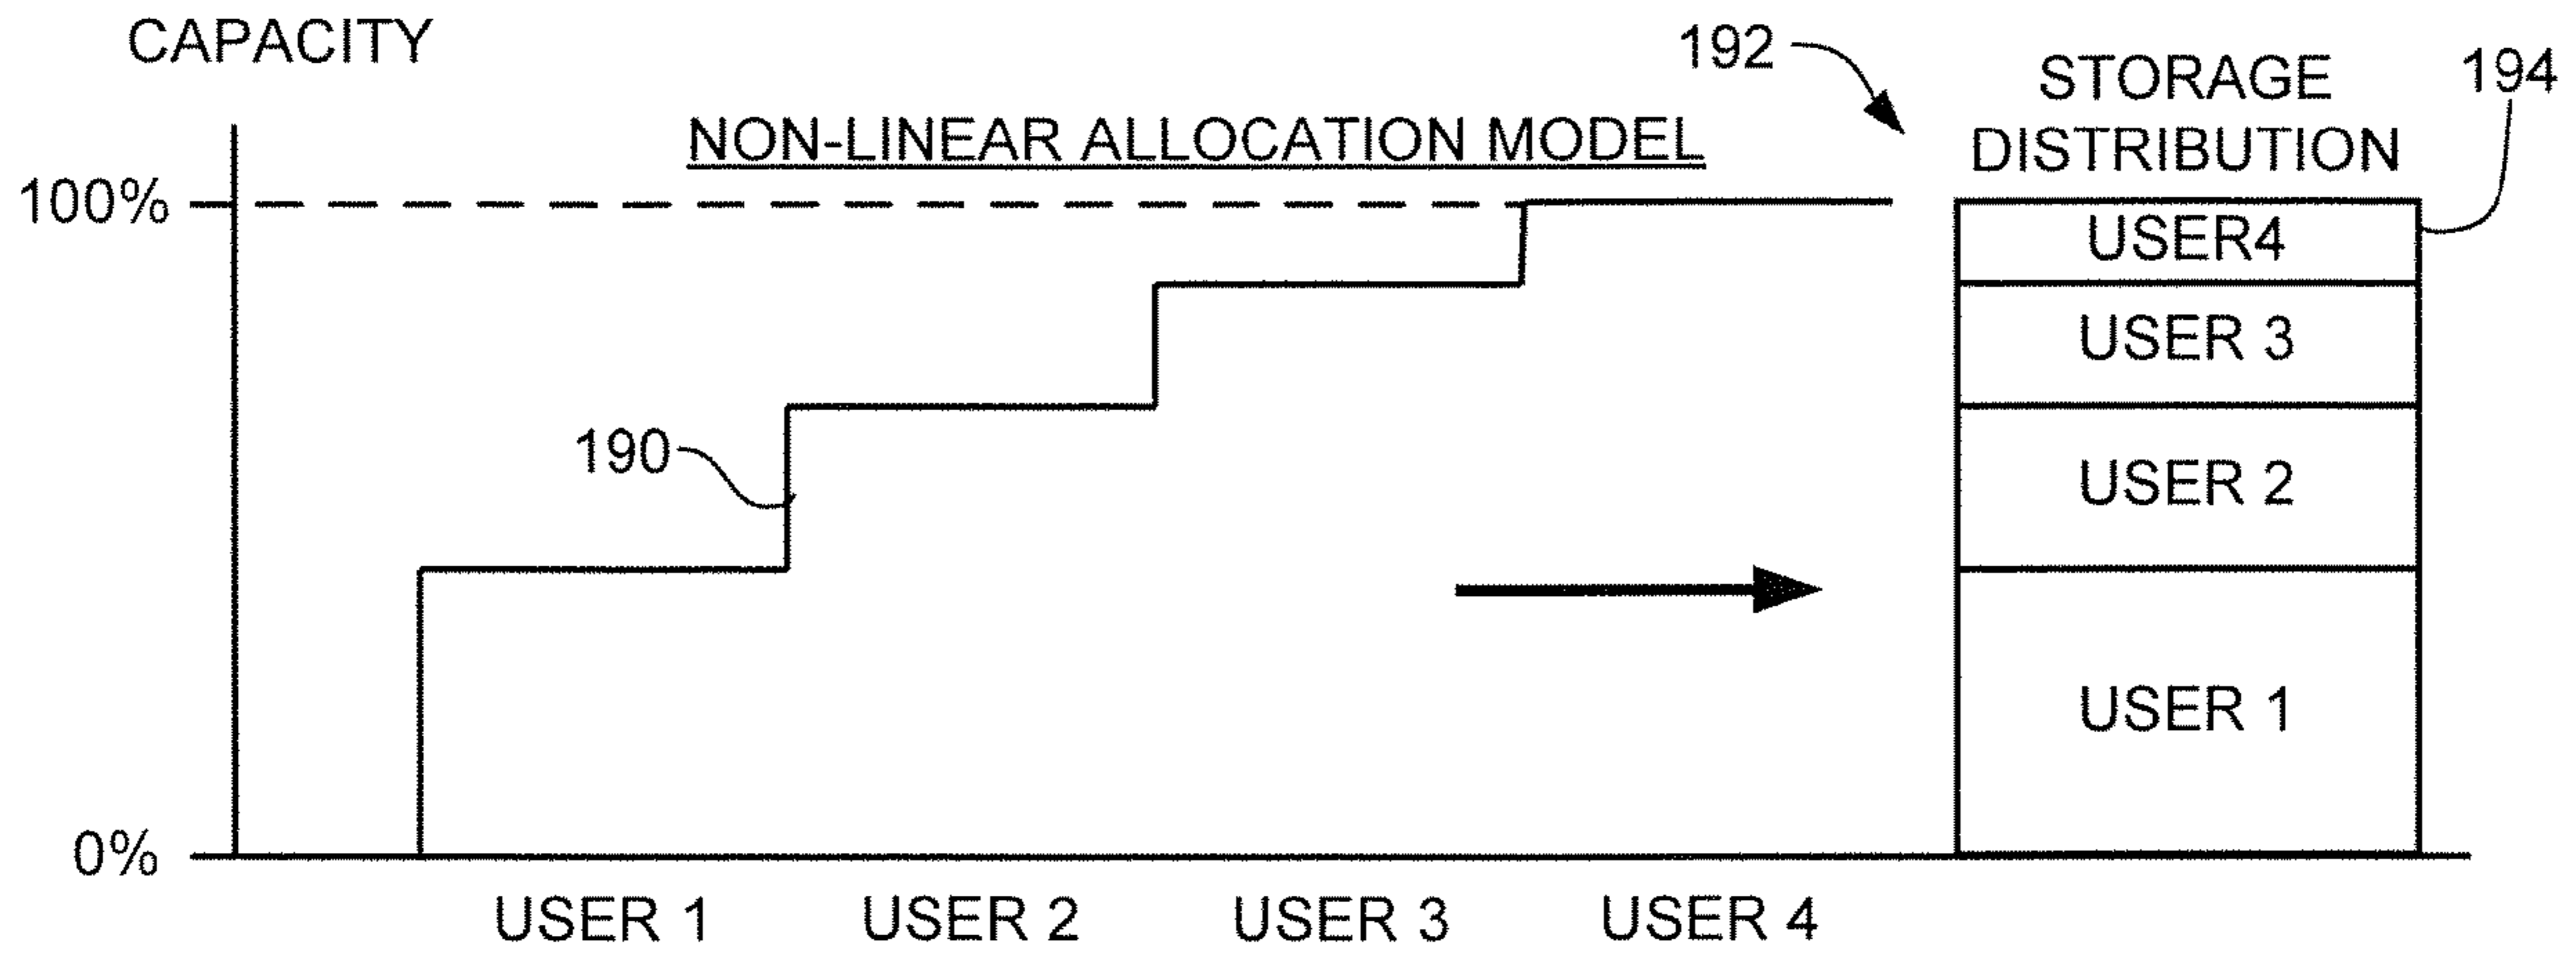 CAPACITY
192
STORAGE
DISTRIBUTION
194
NON-LINEAR ALLOCATION MODEL
100%
USER4
USER 3
190
USER 2
USER 1
0%
USER 1 USER 2 USER 3 USER 4